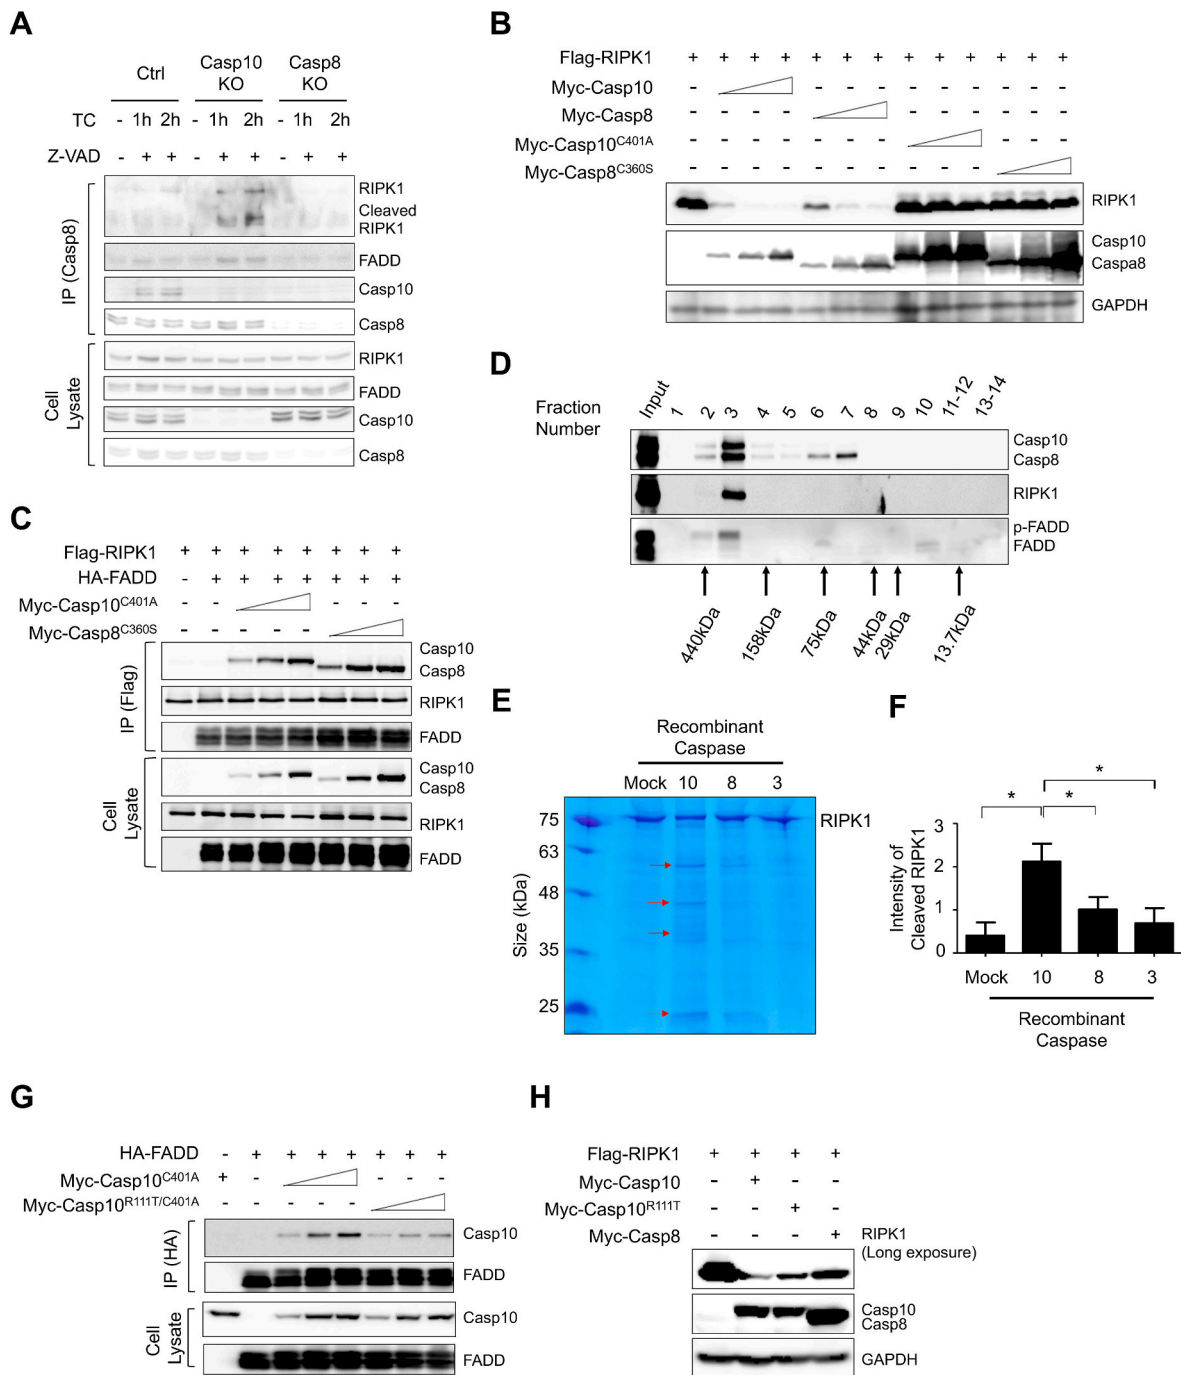 A
Ctrl
Casp10 KO
Casp8 KO
TC - 1h 2h - 1h 2h - 1h 2h
Z-VAD - + + - + + - + +
IP (Casp8)
RIPK1
Cleaved RIPK1
FADD
Casp10
Casp8
Cell Lysate
RIPK1
FADD
Casp10
Casp8
B
Flag-RIPK1 + + + + + + + + + + + + +
Myc-Casp10 - - - - - - - - - -
Myc-Casp8 - - - - - - - - - -
Myc-Casp10C401A - - - - - - - - - -
Myc-Casp8C360S - - - - - - - - - -
RIPK1
Casp10
Caspa8
GAPDH
C
Flag-RIPK1 + + + + + + + +
HA-FADD - + + + + + + +
Myc-Casp10C401A - - - - -
Myc-Casp8C360S - - - - -
IP (Flag)
Casp10
Casp8
RIPK1
FADD
Cell Lysate
Casp10
Casp8
RIPK1
FADD
D
Fraction Number
Input 1 2 3 4 5 6 7 8 9 10 11-12 13-14
Casp10
Casp8
RIPK1
p-FADD
FADD
440kDa 158kDa 75kDa 44kDa 29kDa 13.7kDa
E
Recombinant Caspase
Mock 10 8 3
Size (kDa)
75
63
48
35
25
RIPK1
F
* * *
Intensity of Cleaved RIPK1
3
2
1
0
Mock 10 8 3
Recombinant Caspase
G
HA-FADD - + + + + + + +
Myc-Casp10C401A + - - - -
Myc-Casp10R111T/C401A - - - - -
IP (HA)
Casp10
FADD
Cell Lysate
Casp10
FADD
H
Flag-RIPK1 + + + +
Myc-Casp10 - + - -
Myc-Casp10R111T - - + -
Myc-Casp8 - - - +
RIPK1
(Long exposure)
Casp10
Casp8
GAPDH